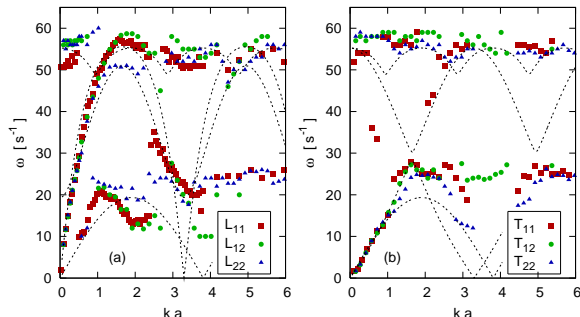 60
50
40
30
20
10
0
ω [s⁻¹]
0 1 2 3 4 5 6
k a
(a)
L₁₁
L₁₂
L₂₂
60
50
40
30
20
10
0
ω [s⁻¹]
0 1 2 3 4 5 6
k a
(b)
T₁₁
T₁₂
T₂₂